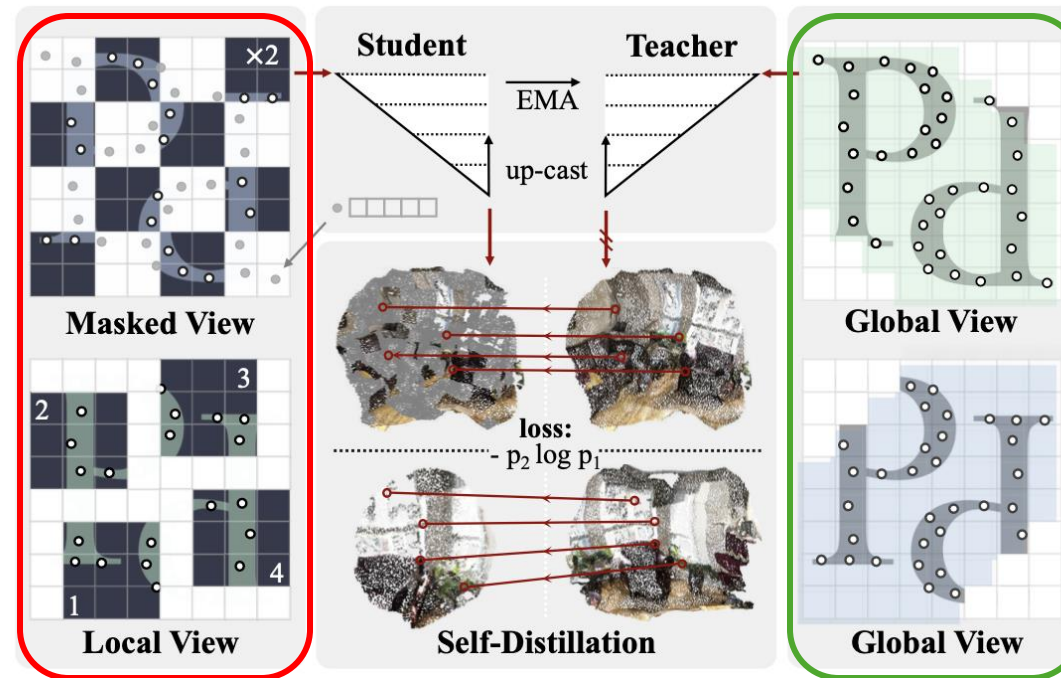 ×2
Masked View
2
3
1
4
Local View
Student
Teacher
EMA
up-cast
loss:
- p₂ log p₁
Self-Distillation
Global View
Global View